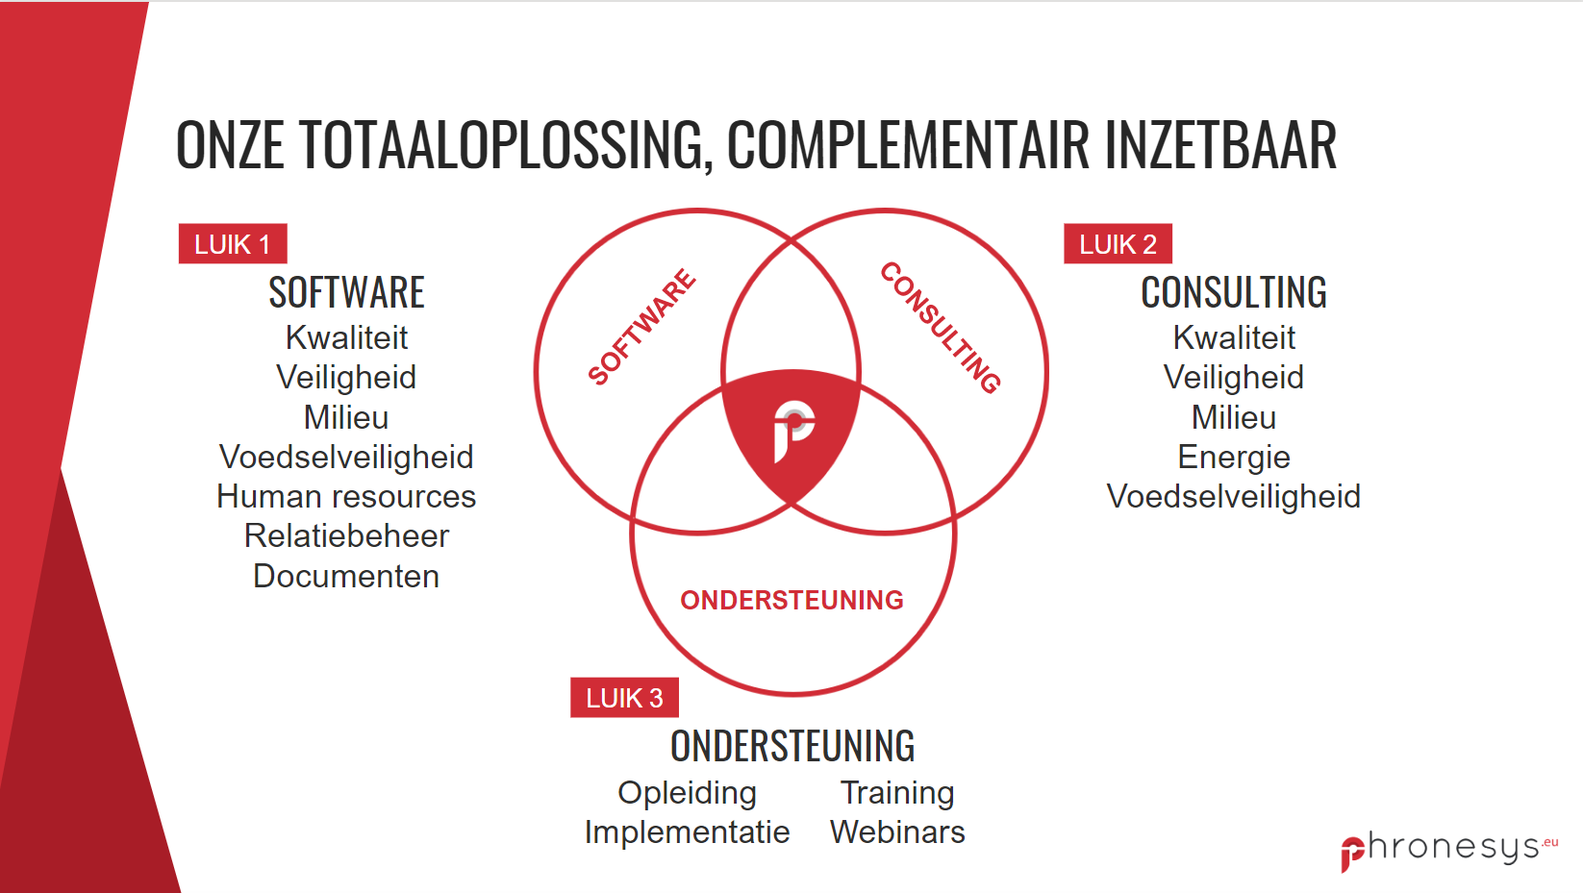 ONZE TOTAALOPLOSSING, COMPLEMENTAIR INZETBAAR
LUIK 1
SOFTWARE
Kwaliteit
Veiligheid
Milieu
Voedselveiligheid
Human resources
Relatiebeheer
Documenten
SOFTWARE
CONSULTING
ONDERSTEUNING
LUIK 2
CONSULTING
Kwaliteit
Veiligheid
Milieu
Energie
Voedselveiligheid
LUIK 3
ONDERSTEUNING
Opleiding Training
Implementatie Webinars
phronesys.eu